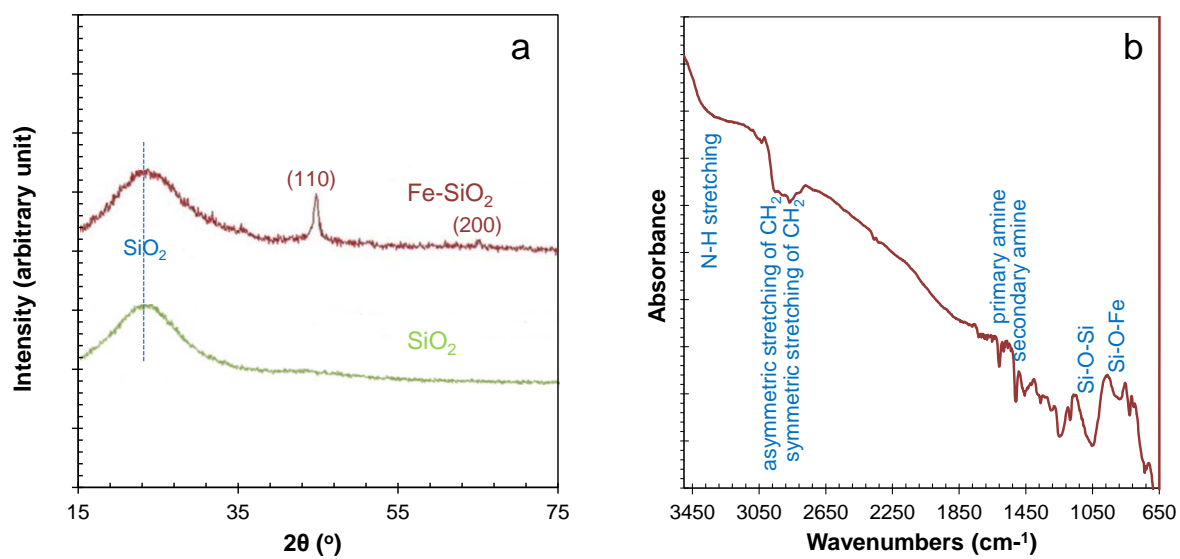 a
Intensity (arbitrary unit)
SiO2
(110)
Fe-SiO2
(200)
SiO2
15 35 55 75
2θ (o)
b
Absorbance
N-H stretching
asymmetric stretching of CH2
symmetric stretching of CH2
primary amine
secondary amine
Si-O-Si
Si-O-Fe
3450 3050 2650 2250 1850 1450 1050 650
Wavenumbers (cm-1)